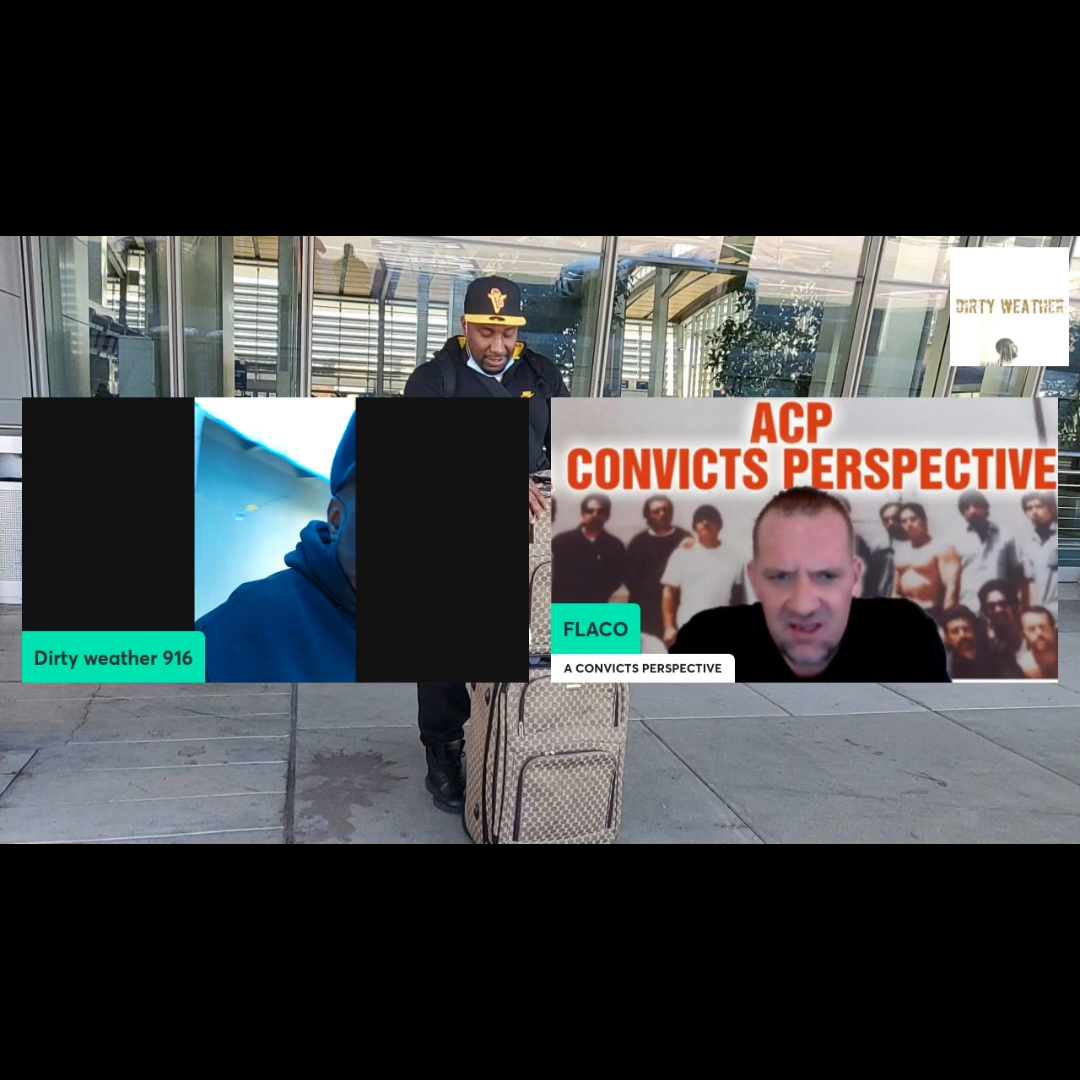 DIRTY WEATHER
ACP
CONVICTS PERSPECTIVE
Dirty weather 916
FLACO
A CONVICTS PERSPECTIVE